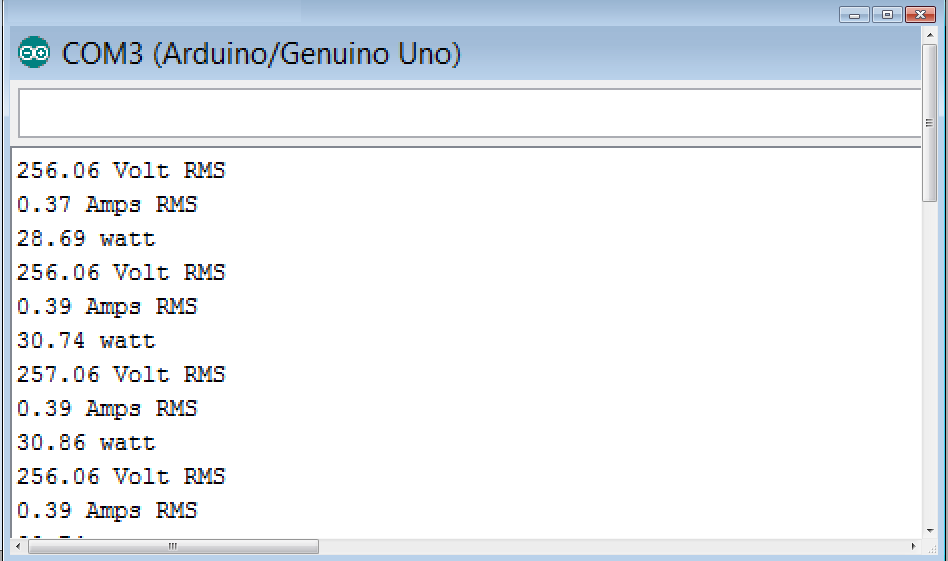 COM3 (Arduino/Genuino Uno)
256.06 Volt RMS
0.37 Amps RMS
28.69 watt
256.06 Volt RMS
0.39 Amps RMS
30.74 watt
257.06 Volt RMS
0.39 Amps RMS
30.86 watt
256.06 Volt RMS
0.39 Amps RMS